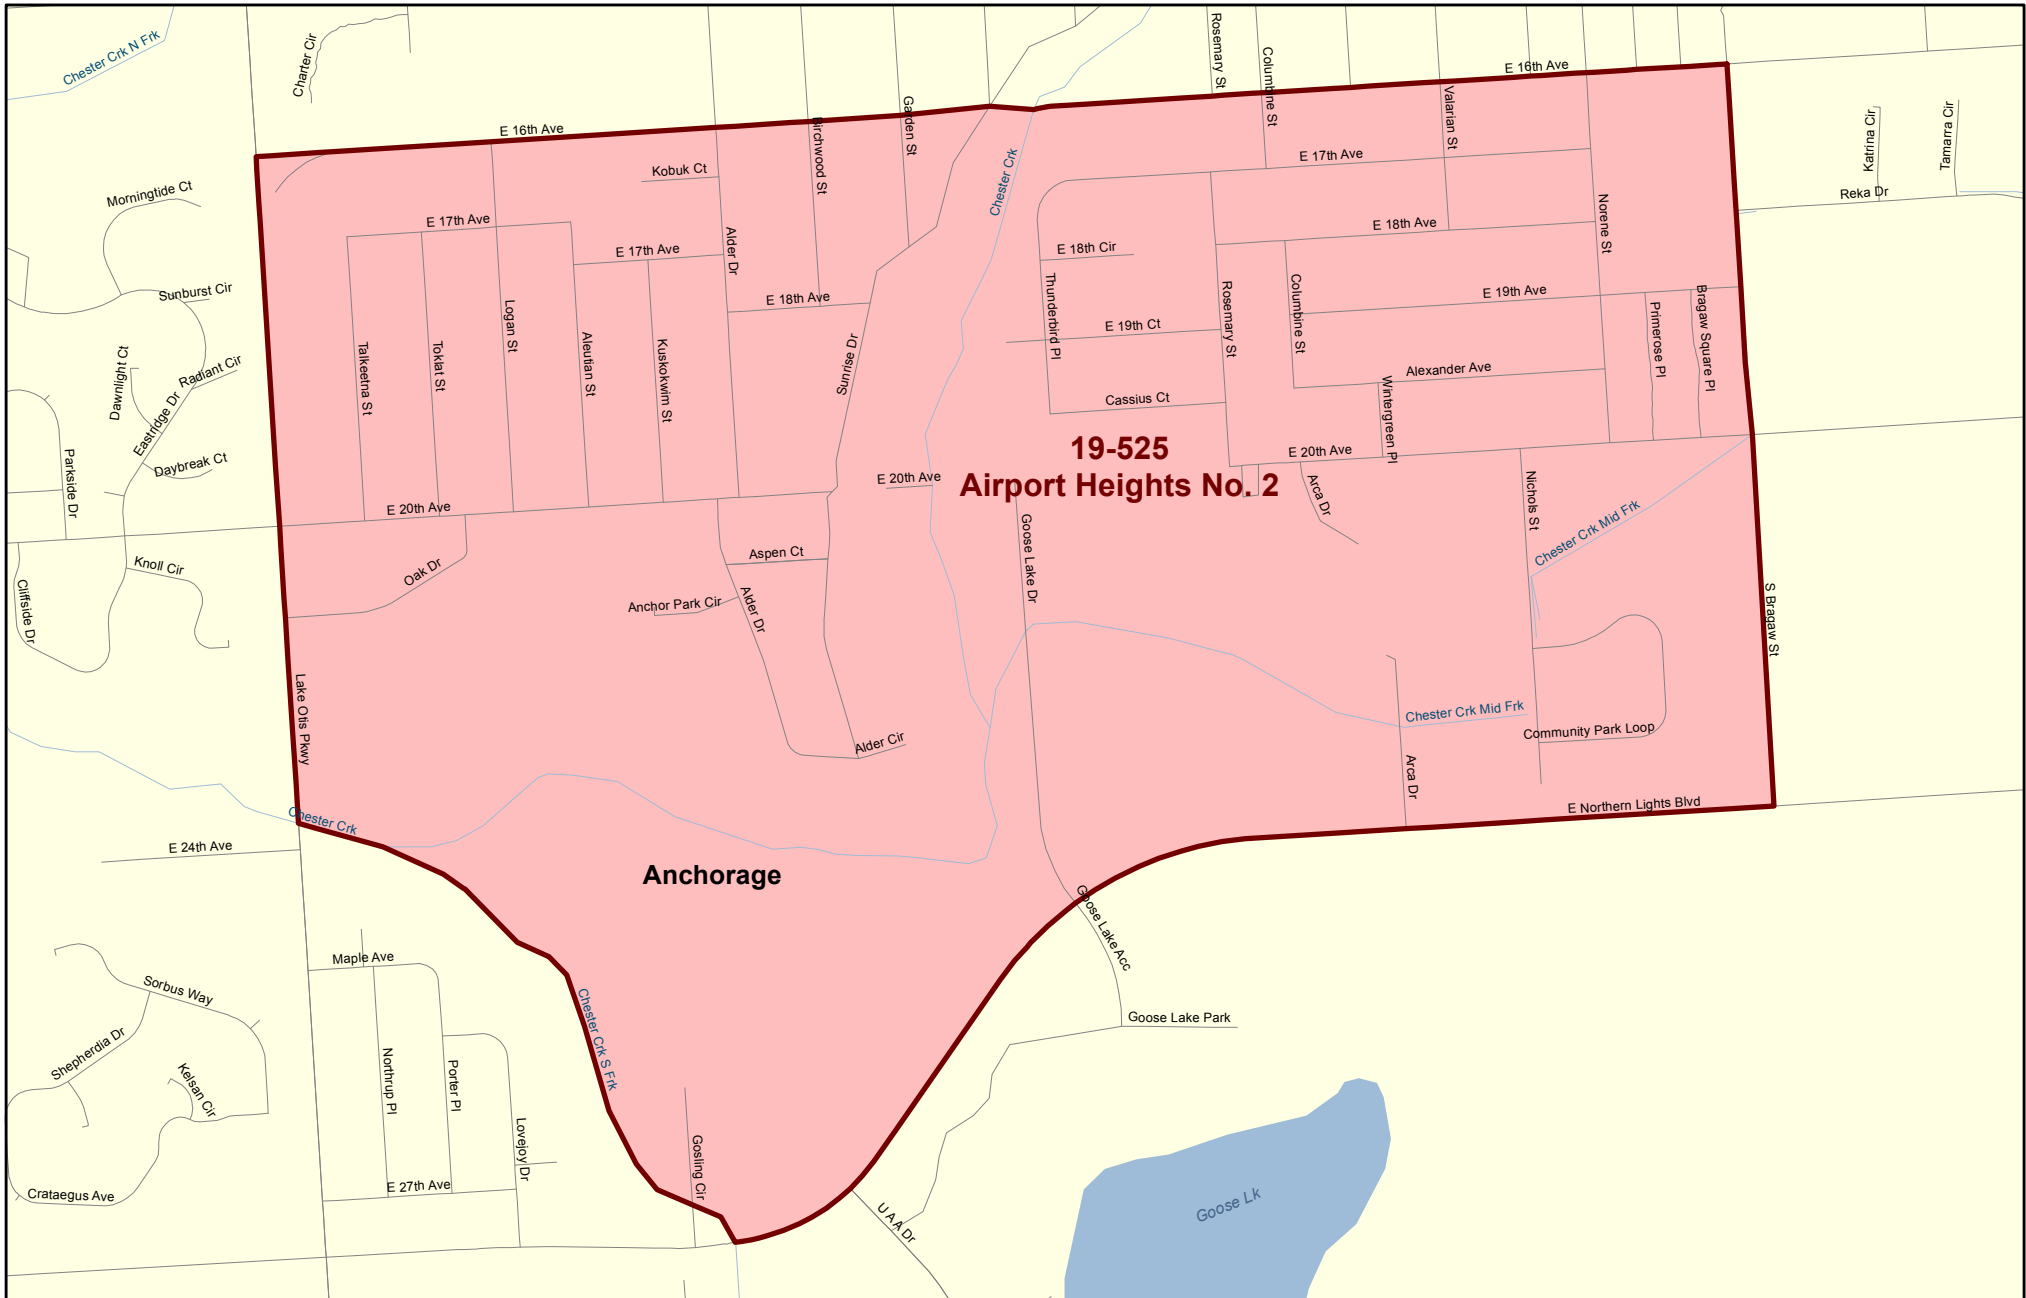 Chester Crk N Frk
Charter Cir
Rosemary St
Columbine St
E 16th Ave
E 16th Ave
Birchwood St
Garden St
Valarian St
Katrina Cir
Tamarra Cir
Morningtide Ct
Kobuk Ct
Chester Crk
E 17th Ave
Reka Dr
E 17th Ave
E 17th Ave
Alder Dr
E 18th Cir
E 18th Ave
Norene St
Sunburst Cir
Logan St
E 18th Ave
Thunderbird Pl
Rosemary St
Columbine St
E 19th Ave
Primerose Pl
Bragaw Square Pl
Dawnlight Ct
Radiant Cir
Talkeetna St
Toklat St
Aleutian St
Kuskokwim St
Sunrise Dr
E 19th Ct
Alexander Ave
Eastridge Dr
Cassius Ct
Wintergreen Pl
Parkside Dr
Daybreak Ct
19-525
Airport Heights No. 2
E 20th Ave
E 20th Ave
E 20th Ave
Arca Dr
Nichols St
Chester Crk Mid Frk
Goose Lake Dr
Knoll Cir
Oak Dr
Aspen Ct
Cliffside Dr
Anchor Park Cir
Alder Dr
S Bragaw St
Lake Otis Pkwy
Alder Cir
Chester Crk Mid Frk
Community Park Loop
Arca Dr
E Northern Lights Blvd
Chester Crk
E 24th Ave
Anchorage
Goose Lake Acc
Maple Ave
Sorbus Way
Chester Crk S Frk
Goose Lake Park
Shepherdia Dr
Kelsan Cir
Northrup Pl
Porter Pl
Lovejoy Dr
Gosling Cir
Crataegus Ave
E 27th Ave
U A A Dr
Goose Lk